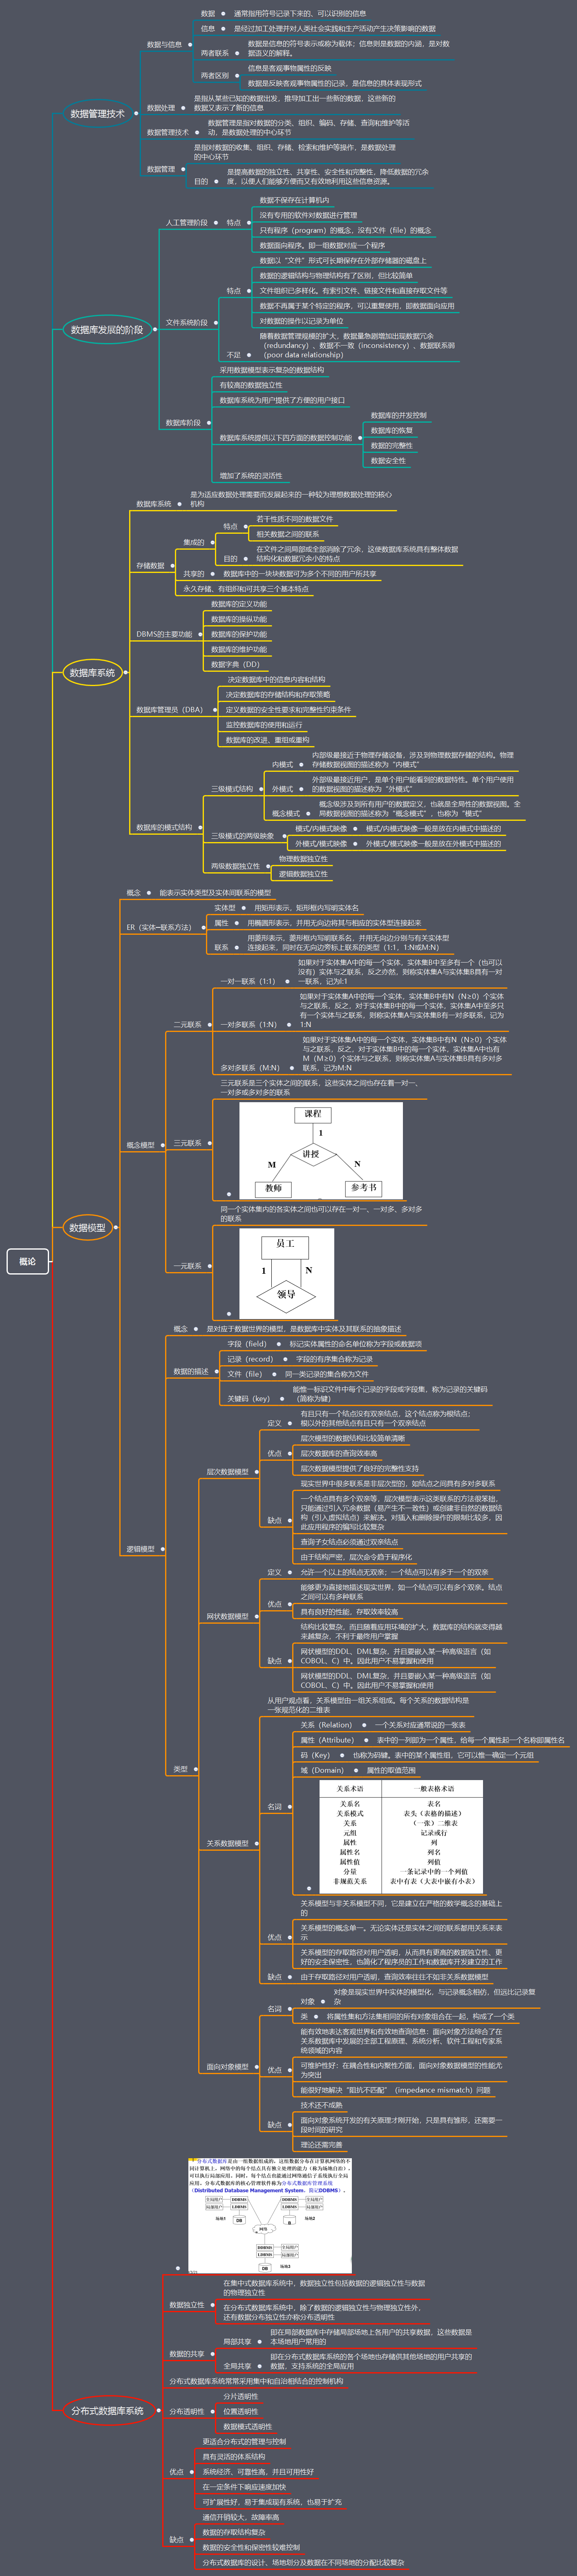 概论
数据管理技术
数据与信息
数据
通常指用符号记录下来的、可以识别的信息
信息
是经过加工处理并对人类社会实践和生产活动产生决策影响的数据
两者联系
数据是信息的符号表示或称为载体；信息则是数据的内涵，是对数
据语义的解释。
两者区别
信息是客观事物属性的反映
数据是反映客观事物属性的记录，是信息的具体表现形式
数据处理
是指从某些已知的数据出发，推导加工出一些新的数据，这些新的
数据又表示了新的信息
数据管理技术
数据管理是指对数据的分类、组织、编码、存储、查询和维护等活
动，是数据处理的中心环节
数据管理
是指对数据的收集、组织、存储、检索和维护等操作，是数据处理
的中心环节
目的
是提高数据的独立性、共享性、安全性和完整性，降低数据的冗余
度，以便人们能够方便而又有效地利用这些信息资源。
数据库发展的阶段
人工管理阶段
特点
数据不保存在计算机内
没有专用的软件对数据进行管理
只有程序（program）的概念，没有文件（file）的概念
数据面向程序。即一组数据对应一个程序
文件系统阶段
特点
数据以“文件”形式可长期保存在外部存储器的磁盘上
数据的逻辑结构与物理结构有了区别，但比较简单
文件组织已多样化。有索引文件、链接文件和直接存取文件等
数据不再属于某个特定的程序，可以重复使用，即数据面向应用
对数据的操作以记录为单位
不足
随着数据管理规模的扩大，数据量急剧增加出现数据冗余
（redundancy）、数据不一致（inconsistency）、数据联系弱
（poor data relationship）
数据库阶段
采用数据模型表示复杂的数据结构
有较高的数据独立性
数据库系统为用户提供了方便的用户接口
数据库系统提供以下四方面的数据控制功能
数据库的并发控制
数据库的恢复
数据的完整性
数据安全性
增加了系统的灵活性
数据库系统
数据库系统
是为适应数据处理需要而发展起来的一种较为理想数据处理的核心
机构
存储数据
集成的
特点
若干性质不同的数据文件
相关数据之间的联系
目的
在文件之间局部或全部消除了冗余，这使数据库系统具有整体数据
结构化和数据冗余小的特点
共享的
数据库中的一块块数据可为多个不同的用户所共享
永久存储、有组织和可共享三个基本特点
DBMS的主要功能
数据库的定义功能
数据库的操纵功能
数据库的保护功能
数据库的维护功能
数据字典（DD）
数据库管理员（DBA）
决定数据库中的信息内容和结构
决定数据库的存储结构和存取策略
定义数据的安全性要求和完整性约束条件
监控数据库的使用和运行
数据库的改进、重组或重构
数据库的模式结构
三级模式结构
内模式
内部级最接近于物理存储设备，涉及到物理数据存储的结构。物理
存储数据视图的描述称为“内模式”
外模式
外部级最接近用户，是单个用户能看到的数据特性。单个用户使用
的数据视图的描述称为“外模式”
概念模式
概念级涉及到所有用户的数据定义，也就是全局性的数据视图。全
局数据视图的描述称为“概念模式”，也称为“模式”
三级模式的两级映象
模式/内模式映像
模式/内模式映像一般是放在内模式中描述的
外模式/模式映像
外模式/模式映像一般是放在外模式中描述的
两级数据独立性
物理数据独立性
逻辑数据独立性
数据模型
概念
能表示实体类型及实体间联系的模型
ER（实体—联系方法）
实体型
用矩形表示，矩形框内写明实体名
属性
用椭圆形表示，并用无向边将其与相应的实体型连接起来
联系
用菱形表示，菱形框内写明联系名，并用无向边分别与有关实体型
连接起来，同时在无向边旁标上联系的类型（1:1，1:N或M:N）
概念模型
二元联系
一对一联系（1:1）
如果对于实体集A中的每一个实体，实体集B中至多有一个（也可以
没有）实体与之联系，反之亦然，则称实体集A与实体集B具有一对
一联系，记为l:1
一对多联系（1:N）
如果对于实体集A中的每一个实体，实体集B中有N（N≥0）个实体
与之联系，反之，对于实体集B中的每一个实体，实体集A中至多只
有一个实体与之联系，则称实体集A与实体集B有一对多联系，记为
1:N
多对多联系（M:N）
如果对于实体集A中的每一个实体，实体集B中有N（N≥0）个实体
与之联系，反之，对于实体集B中的每一个实体，实体集A中也有
M（M≥0）个实体与之联系，则称实体集A与实体集B具有多对多
联系，记为M:N
三元联系
三元联系是三个实体之间的联系，这些实体之间也存在着一对一、
一对多或多对多的联系
课程
1
讲授
M
N
教师
参考书
一元联系
同一个实体集内的各实体之间也可以存在一对一、一对多、多对多
的联系
员工
1
N
领导
逻辑模型
概念
是对应于数据世界的模型，是数据库中实体及其联系的抽象描述
数据的描述
字段（field）
标记实体属性的命名单位称为字段或数据项
记录（record）
字段的有序集合称为记录
文件（file）
同一类记录的集合称为文件
关键码（key）
能惟一标识文件中每个记录的字段或字段集，称为记录的关键码
（简称为键）
类型
层次数据模型
定义
有且只有一个结点没有双亲结点，这个结点称为根结点；
根以外的其他结点有且只有一个双亲结点
优点
层次模型的数据结构比较简单清晰
层次数据库的查询效率高
层次数据模型提供了良好的完整性支持
缺点
现实世界中很多联系是非层次型的，如结点之间具有多对多联系
一个结点具有多个双亲等，层次模型表示这类联系的方法很笨拙，
只能通过引入冗余数据（易产生不一致性）或创建非自然的数据结
构（引入虚拟结点）来解决。对插入和删除操作的限制比较多，因
此应用程序的编写比较复杂
查询子女结点必须通过双亲结点
由于结构严密，层次命令趋于程序化
网状数据模型
定义
允许一个以上的结点无双亲；一个结点可以有多于一个的双亲
优点
能够更为直接地描述现实世界，如一个结点可以有多个双亲。结点
之间可以有多种联系
具有良好的性能，存取效率较高
缺点
结构比较复杂，而且随着应用环境的扩大，数据库的结构就变得越
来越复杂，不利于最终用户掌握
网状模型的DDL、DML复杂，并且要嵌入某一种高级语言（如
COBOL、C）中。因此用户不易掌握和使用
网状模型的DDL、DML复杂，并且要嵌入某一种高级语言（如
COBOL、C）中。因此用户不易掌握和使用
关系数据模型
从用户观点看，关系模型由一组关系组成。每个关系的数据结构是
一张规范化的二维表
名词
关系（Relation）
一个关系对应通常说的一张表
属性（Attribute）
表中的一列即为一个属性，给每一个属性起一个名称即属性名
码（Key）
也称为码键。表中的某个属性组，它可以惟一确定一个元组
域（Domain）
属性的取值范围
关系术语
一般表格术语
关系名
表名
关系模式
表头（表格的描述）
关系
（一张）二维表
元组
记录或行
属性
列
属性名
列名
属性值
列值
分量
一条记录中的一个列值
非规范关系
表中有表（大表中嵌有小表）
优点
关系模型与非关系模型不同，它是建立在严格的数学概念的基础上
的
关系模型的概念单一。无论实体还是实体之间的联系都用关系来表
示
关系模型的存取路径对用户透明，从而具有更高的数据独立性，更
好的安全保密性，也简化了程序员的工作和数据库开发建立的工作
缺点
由于存取路径对用户透明，查询效率往往不如非关系数据模型
面向对象模型
名词
对象
对象是现实世界中实体的模型化，与记录概念相仿，但远比记录复
杂
类
将属性集和方法集相同的所有对象组合在一起，构成了一个类
优点
能有效地表达客观世界和有效地查询信息：面向对象方法综合了在
关系数据库中发展的全部工程原理、系统分析、软件工程和专家系
统领域的内容
可维护性好：在耦合性和内聚性方面，面向对象数据模型的性能尤
为突出
能很好地解决“阻抗不匹配”（impedance mismatch）问题
缺点
技术还不成熟
面向对象系统开发的有关原理才刚开始，只是具有雏形，还需要一
段时间的研究
理论还需完善
分布式数据库系统
分布式数据库是由一组数据组成的，这组数据分布在计算机网络的不
同计算机上，网络中的每个结点具有独立处理的能力（称为场地自治），
可以执行局部应用，同时，每个结点也能通过网络通信子系统执行全局
应用。分布式数据库的核心管理软件称为分布式数据库管理系统
（Distributed Database Management System，简记DDBMS）。
全局用户
DDBMS
局部用户
LDBMS
场地1
DB
DDBMS
全局用户
LDBMS
局部用户
场地2
网络
DDBMS
全局用户
LDBMS
局部用户
场地3
DB
数据独立性
在集中式数据库系统中，数据独立性包括数据的逻辑独立性与数据
的物理独立性
在分布式数据库系统中，除了数据的逻辑独立性与物理独立性外，
还有数据分布独立性亦称分布透明性
数据的共享
局部共享
即在局部数据库中存储局部场地上各用户的共享数据，这些数据是
本场地用户常用的
全局共享
即在分布式数据库系统的各个场地也存储供其他场地的用户共享的
数据，支持系统的全局应用
分布式数据库系统常常采用集中和自治相结合的控制机构
分布透明性
分片透明性
位置透明性
数据模式透明性
优点
更适合分布式的管理与控制
具有灵活的体系结构
系统经济，可靠性高，并且可用性好
在一定条件下响应速度加快
可扩展性好，易于集成现有系统，也易于扩充
缺点
通信开销较大，故障率高
数据的存取结构复杂
数据的安全性和保密性较难控制
分布式数据库的设计、场地划分及数据在不同场地的分配比较复杂